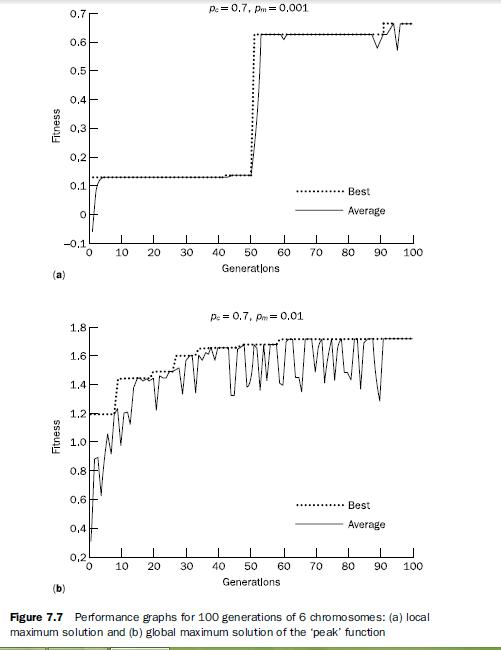 pc = 0.7, pm = 0.001
0.7
0.6
0.5
0.4
0.3
0.2
0.1
0
–0.1
Fitness
Best
Average
0 10 20 30 40 50 60 70 80 90 100
Generations
(a)
pc = 0.7, pm = 0.01
1.8
1.6
1.4
1.2
1.0
0.8
0.6
0.4
0.2
Fitness
Best
Average
0 10 20 30 40 50 60 70 80 90 100
Generations
(b)
Figure 7.7 Performance graphs for 100 generations of 6 chromosomes: (a) local
maximum solution and (b) global maximum solution of the ‘peak’ function